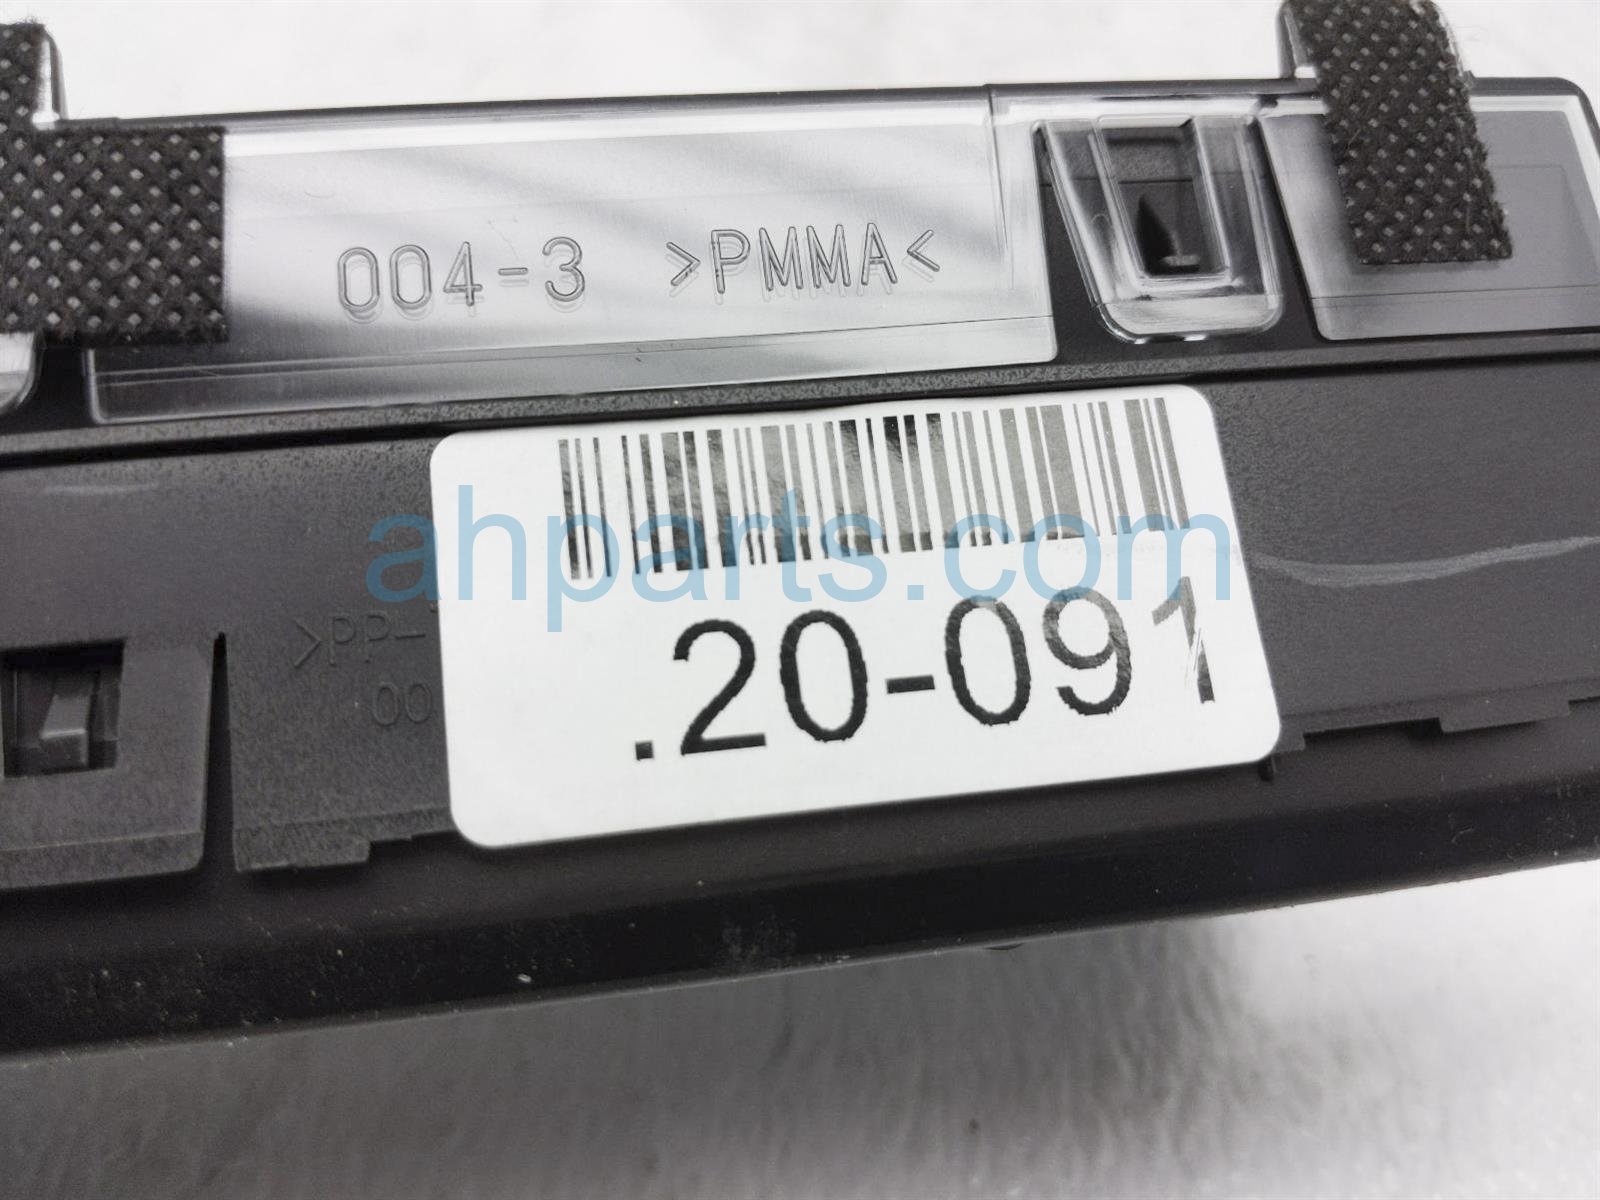 004-3 >PMMA<
ahparts.com
.20-091
>PP-
00